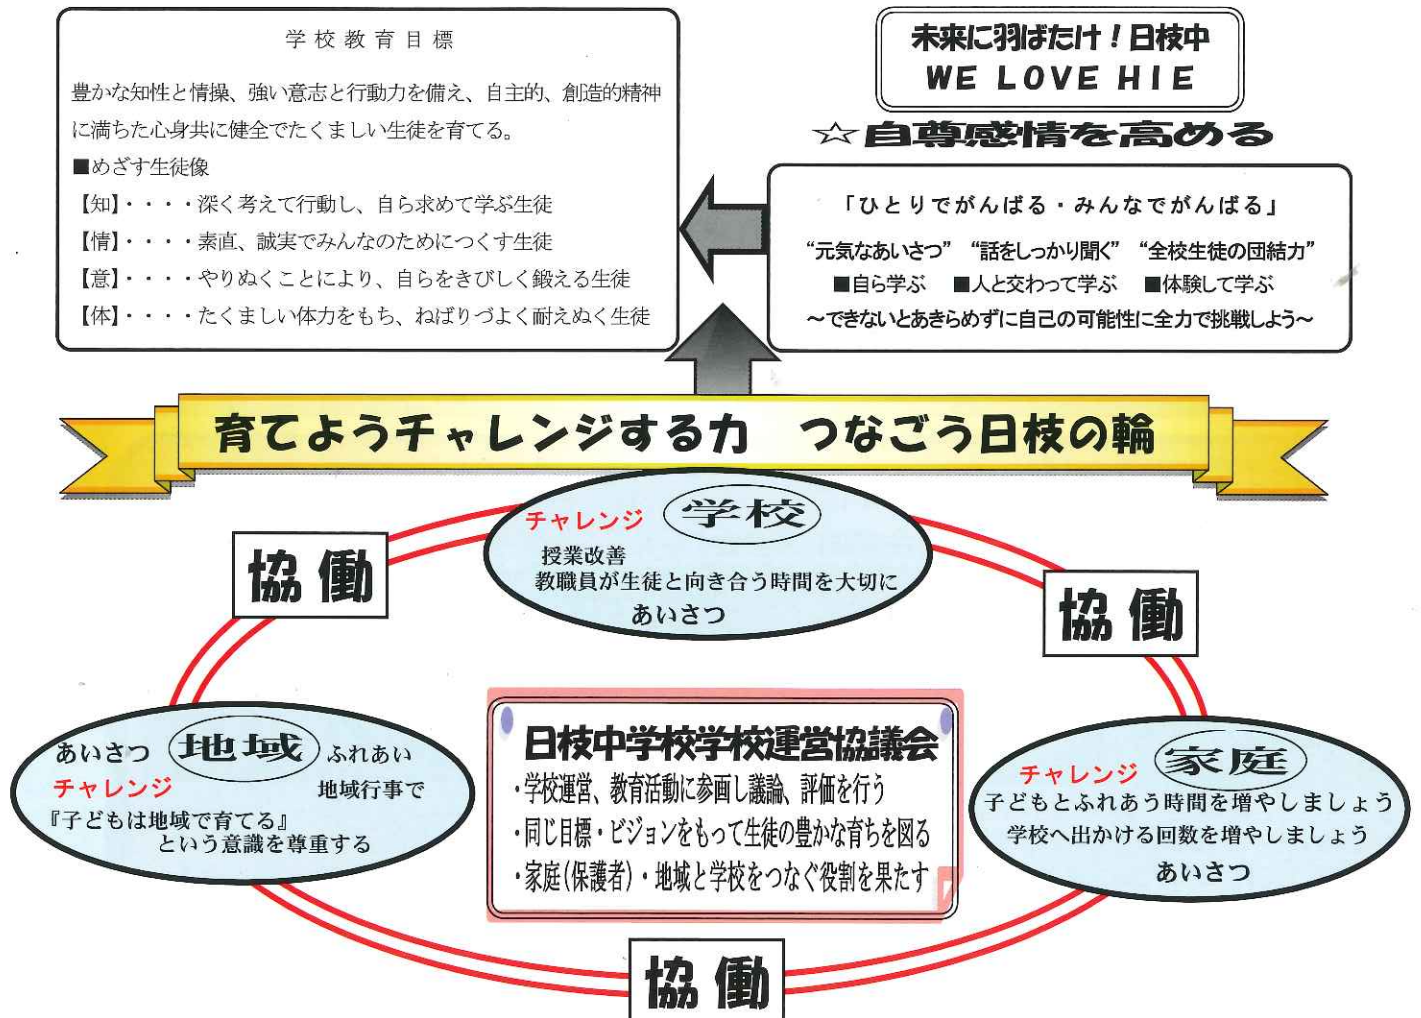 学校教育目標
豊かな知性と情操、強い意志と行動力を備え、自主的、創造的精神
に満ちた心身共に健全でたくましい生徒を育てる。
■めざす生徒像
【知】・・・・深く考えて行動し、自ら求めて学ぶ生徒
【情】・・・・素直、誠実でみんなのためにつくす生徒
【意】・・・・やりぬくことにより、自らをきびしく鍛える生徒
【体】・・・・たくましい体力をもち、ねばりづよく耐えぬく生徒
未来に羽ばたけ！日枝中
WE LOVE HIE
☆自尊感情を高める
「ひとりでがんばる・みんなでがんばる」
“元気なあいさつ” “話をしっかり聞く” “全校生徒の団結力”
■自ら学ぶ ■人と交わって学ぶ ■体験して学ぶ
～できないとあきらめずに自己の可能性に全力で挑戦しよう～
育てようチャレンジする力 つなごう日枝の輪
チャレンジ 学校
授業改善
教職員が生徒と向き合う時間を大切に
あいさつ
協働
協働
あいさつ 地域 ふれあい
チャレンジ 地域行事で
『子どもは地域で育てる』
という意識を尊重する
日枝中学校学校運営協議会
・学校運営、教育活動に参画し議論、評価を行う
・同じ目標・ビジョンをもって生徒の豊かな育ちを図る
・家庭（保護者）・地域と学校をつなぐ役割を果たす
チャレンジ 家庭
子どもとふれあう時間を増やしましょう
学校へ出かける回数を増やしましょう
あいさつ
協働